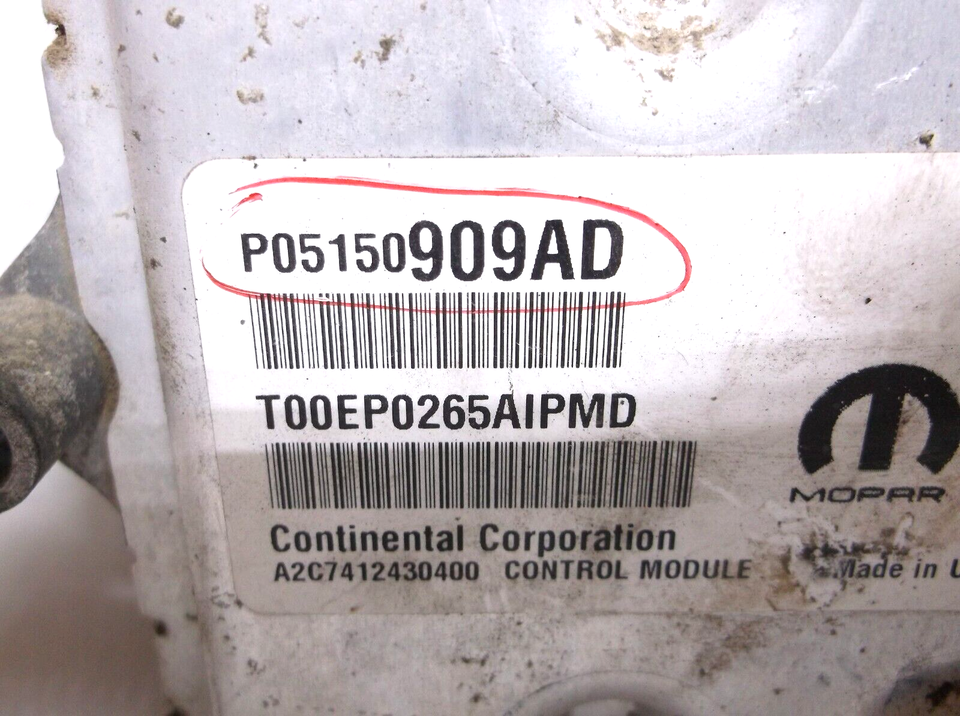 P05150909AD
T00EP0265AIPMD
MOPAR
Continental Corporation
A2C7412430400 CONTROL MODULE
Made in